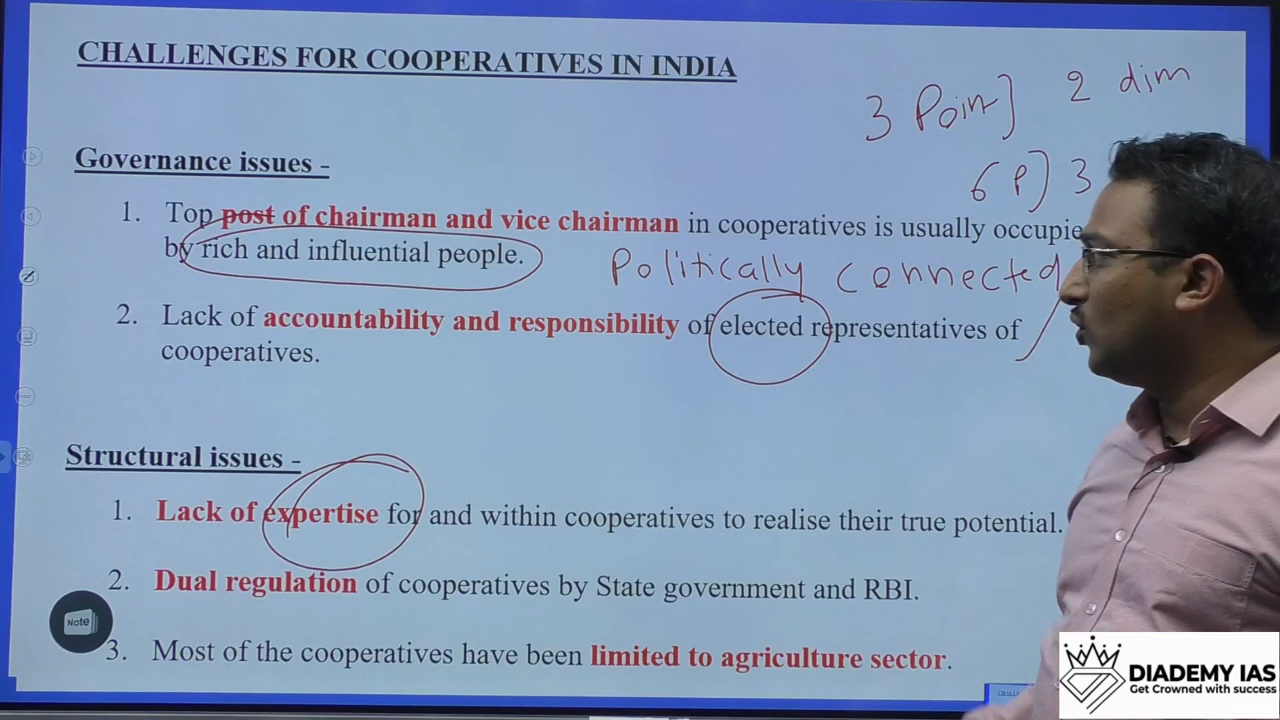 CHALLENGES FOR COOPERATIVES IN INDIA
3 Point] 2 dim
6 P) 3
Governance issues -
1. Top post of chairman and vice chairman in cooperatives is usually occupie
by rich and influential people.
Politically connected
2. Lack of accountability and responsibility of elected representatives of
cooperatives.
Structural issues -
1. Lack of expertise for and within cooperatives to realise their true potential.
2. Dual regulation of cooperatives by State government and RBI.
Note
3. Most of the cooperatives have been limited to agriculture sector.
DIADEMY IAS
Get Crowned with success